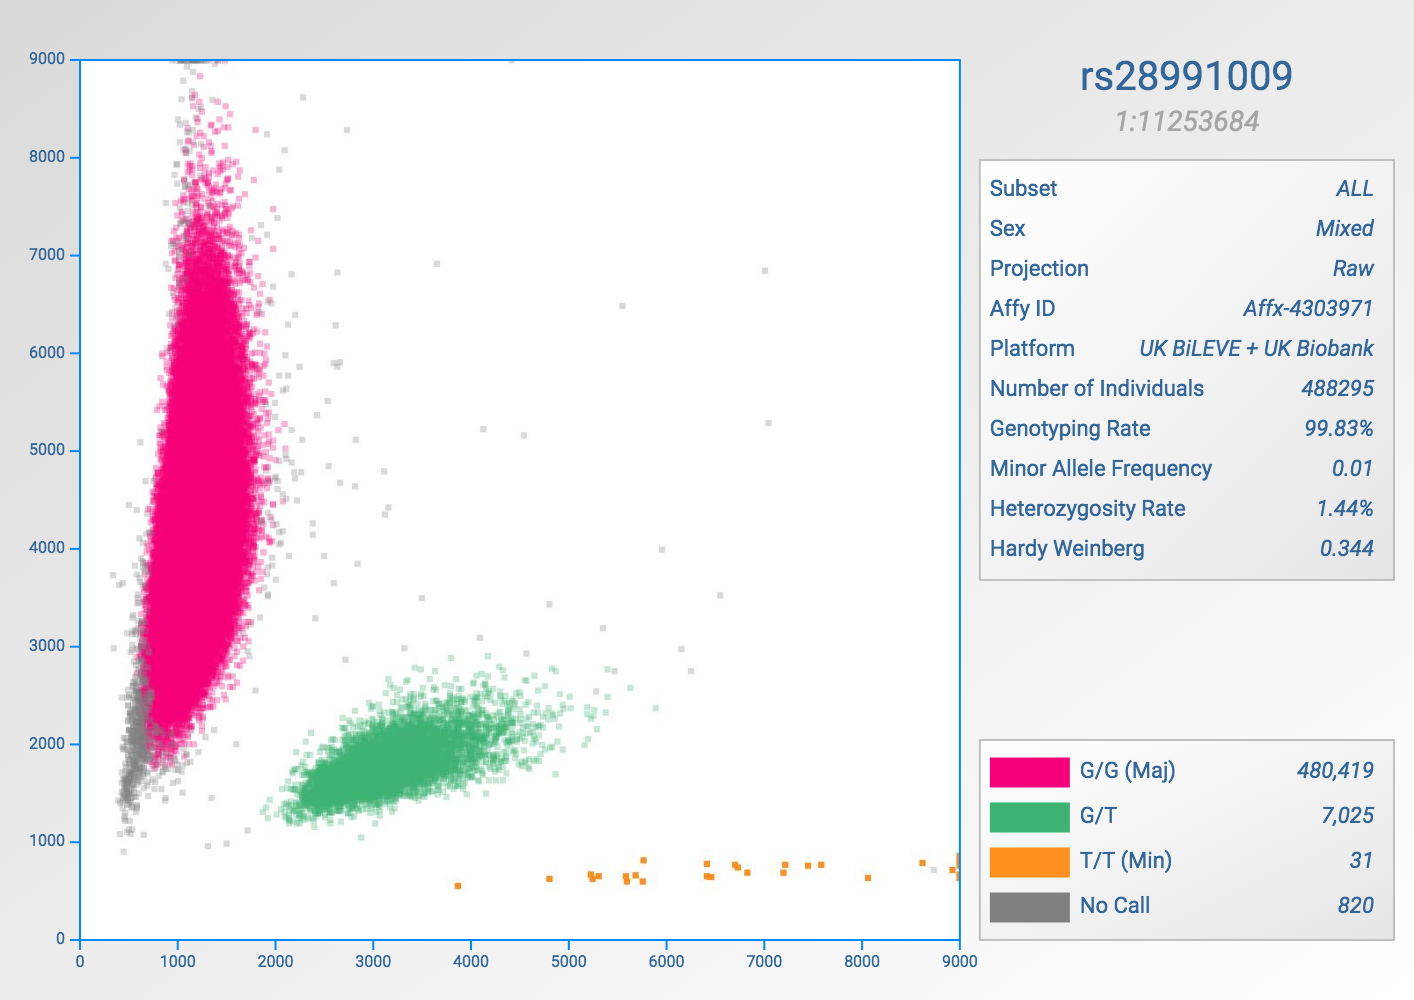 9000
8000
7000
6000
5000
4000
3000
2000
1000
0
0 1000 2000 3000 4000 5000 6000 7000 8000 9000
rs28991009
1:11253684
Subset ALL
Sex Mixed
Projection Raw
Affy ID Affx-4303971
Platform UK BiLEVE + UK Biobank
Number of Individuals 488295
Genotyping Rate 99.83%
Minor Allele Frequency 0.01
Heterozygosity Rate 1.44%
Hardy Weinberg 0.344
G/G (Maj) 480,419
G/T 7,025
T/T (Min) 31
No Call 820